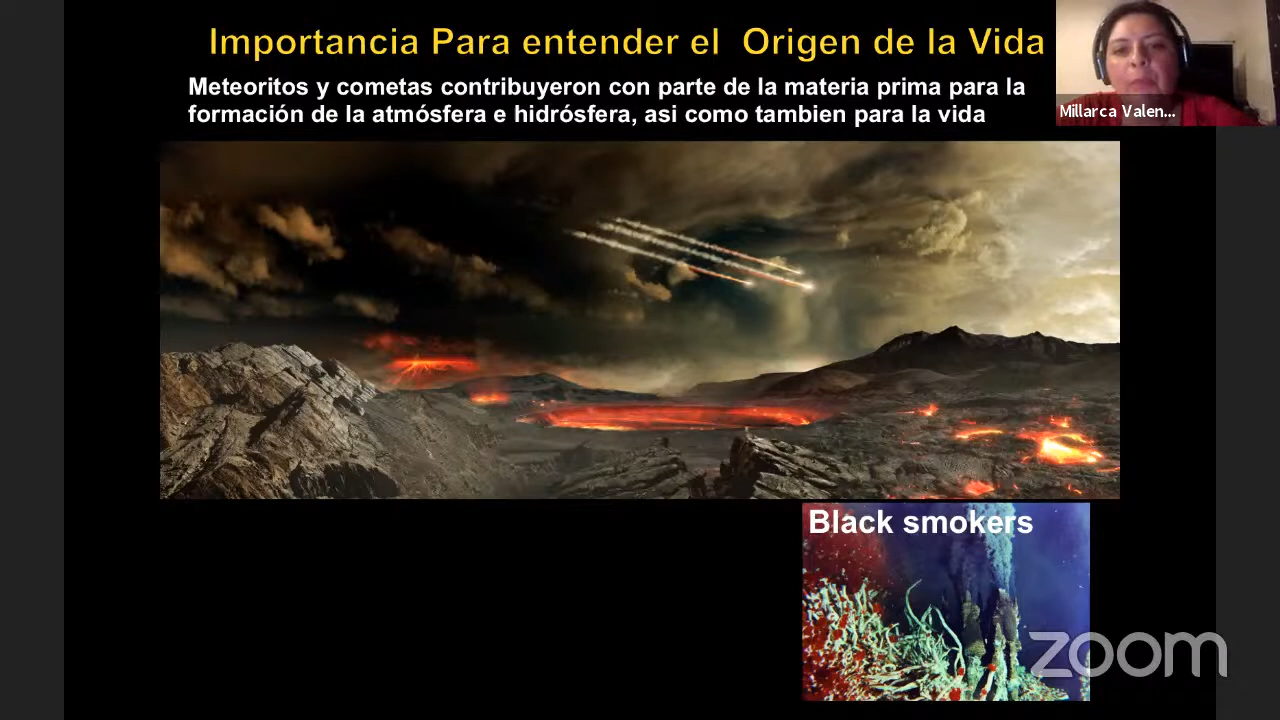 Importancia Para entender el Origen de la Vida
Meteoritos y cometas contribuyeron con parte de la materia prima para la
formación de la atmósfera e hidrósfera, asi como tambien para la vida
Millarca Valen...
Black smokers
zoom